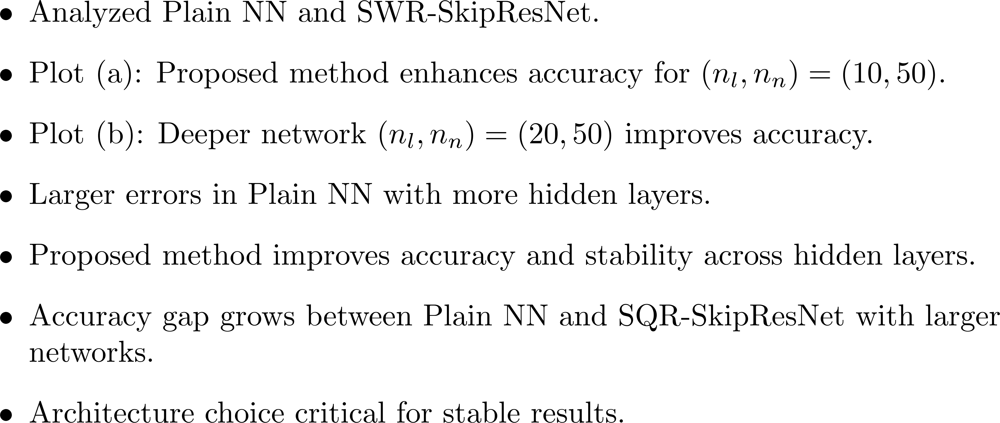 • Analyzed Plain NN and SWR-SkipResNet.
• Plot (a): Proposed method enhances accuracy for $(n_l, n_n) = (10, 50)$.
• Plot (b): Deeper network $(n_l, n_n) = (20, 50)$ improves accuracy.
• Larger errors in Plain NN with more hidden layers.
• Proposed method improves accuracy and stability across hidden layers.
• Accuracy gap grows between Plain NN and SQR-SkipResNet with larger
networks.
• Architecture choice critical for stable results.